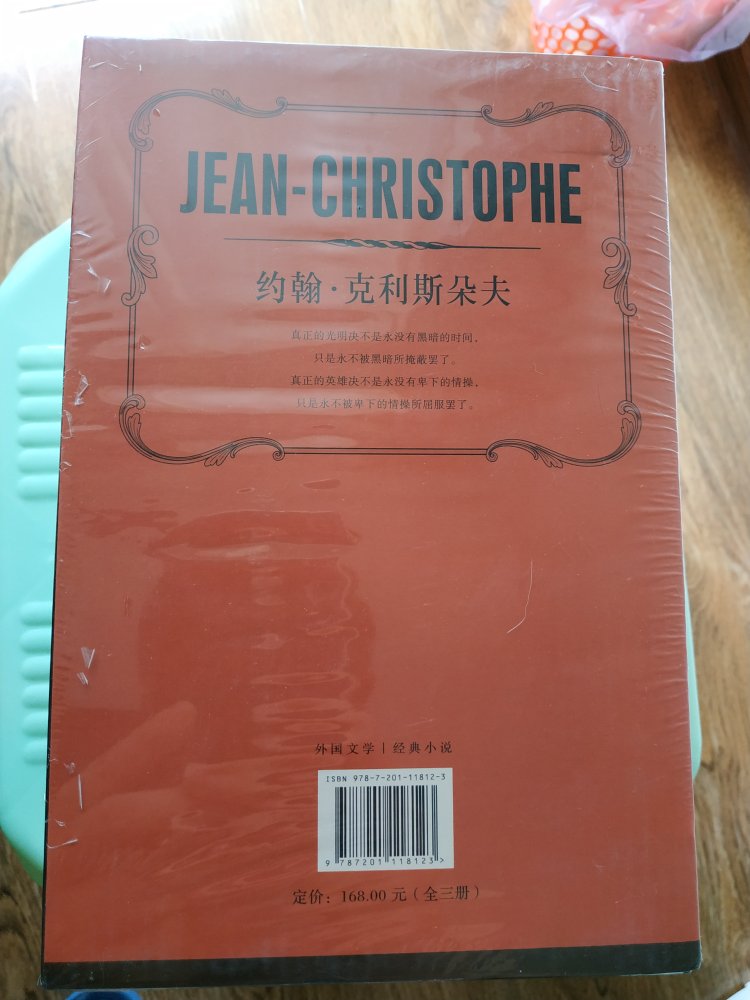 JEAN-CHRISTOPHE
约翰·克利斯朵夫
真正的光明决不是永没有黑暗的时间，
只是永不被黑暗所掩蔽罢了。
真正的英雄决不是永没有卑下的情操，
只是永不被卑下的情操所屈服罢了。
外国文学|经典小说
ISBN 978-7-201-11812-3
9 787201 118123>
定价：168.00 元（全三册）